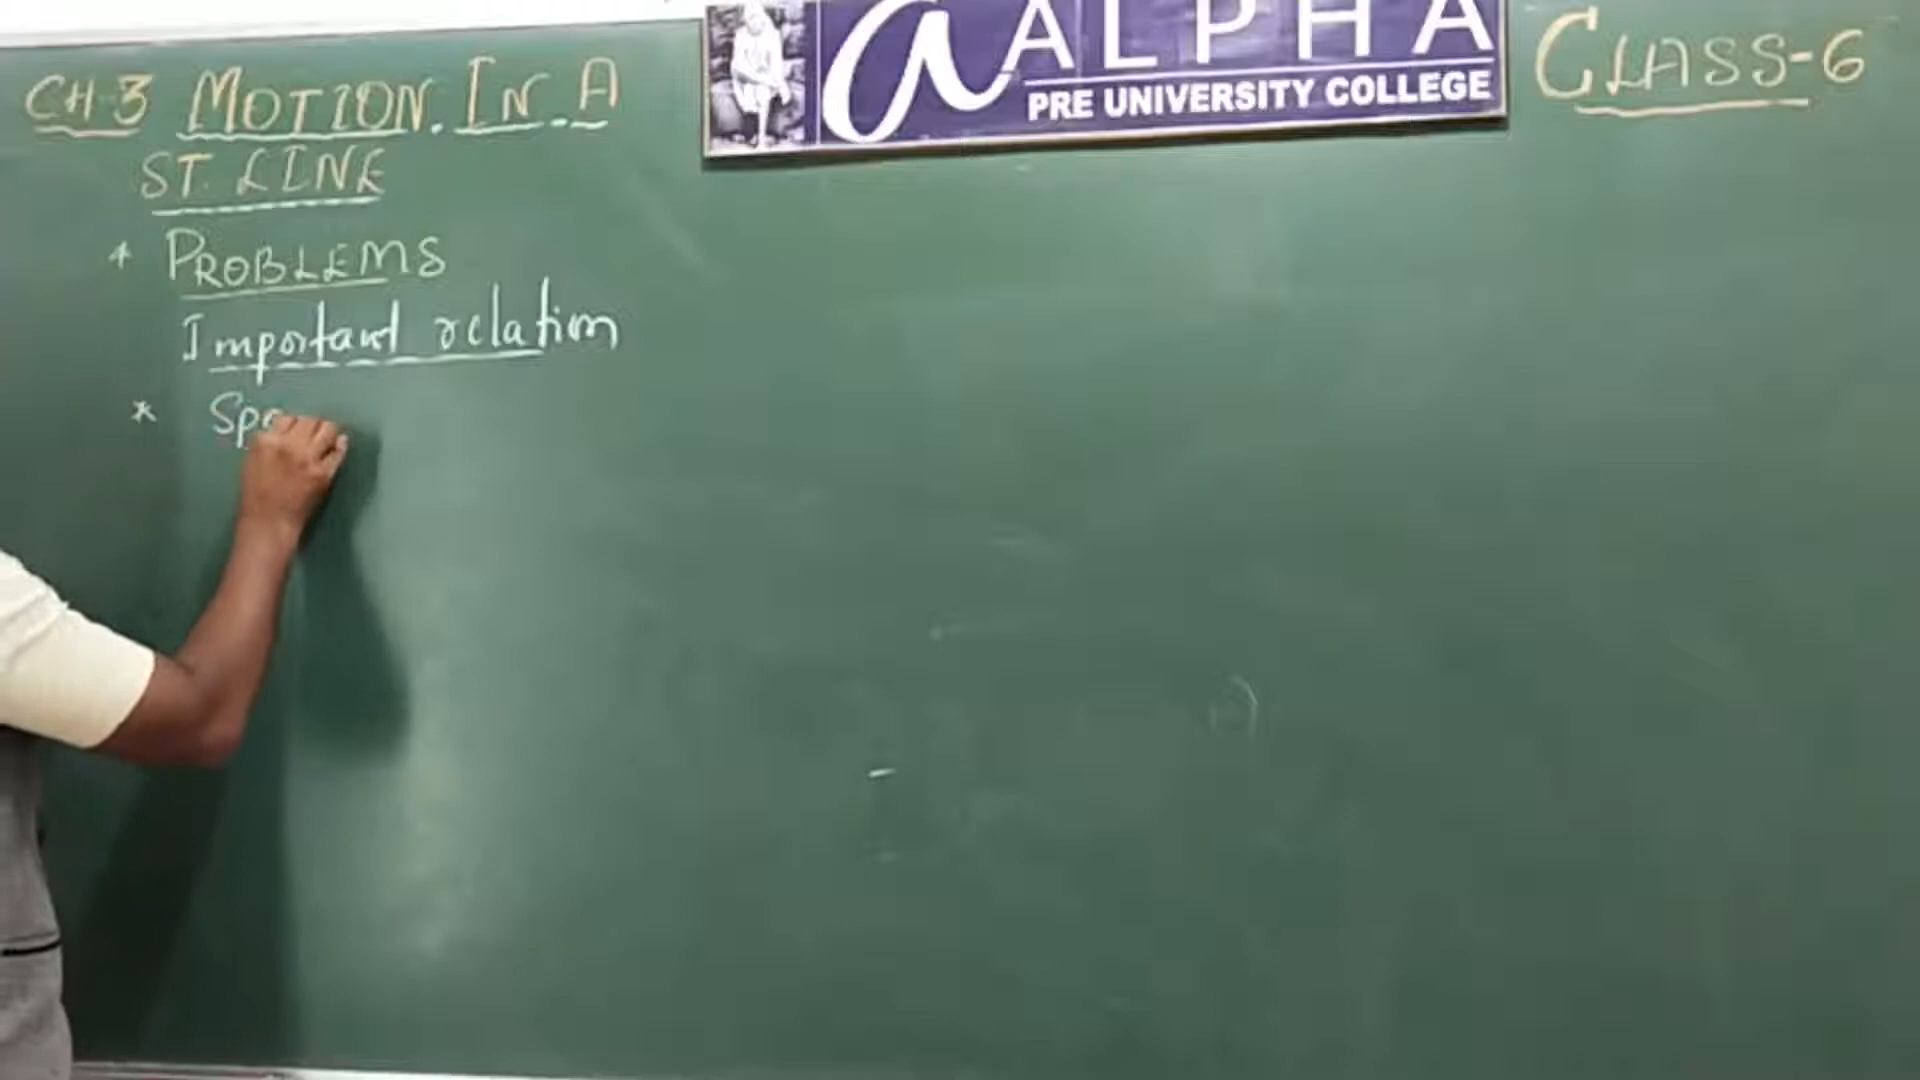 CH-3 MOTION. IN. A
ST. LINE
* PROBLEMS
Important relation
* Spe
a ALPHA
PRE UNIVERSITY COLLEGE
CLASS-6